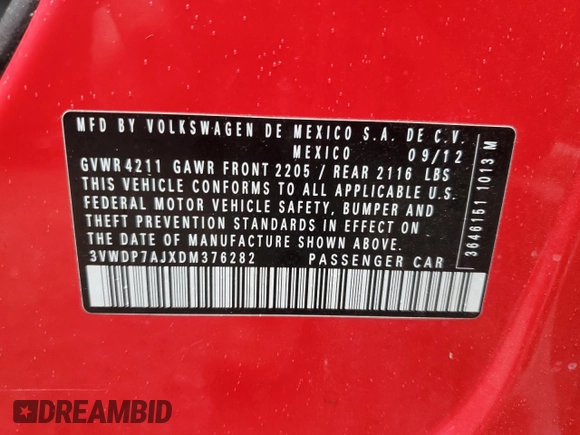 MFD BY VOLKSWAGEN DE MEXICO S.A. DE C.V.
MEXICO 09/12
GVWR 4211 GAWR FRONT 2205 / REAR 2116 LBS
THIS VEHICLE CONFORMS TO ALL APPLICABLE U.S.
FEDERAL MOTOR VEHICLE SAFETY, BUMPER AND
THEFT PREVENTION STANDARDS IN EFFECT ON
THE DATE OF MANUFACTURE SHOWN ABOVE.
3VWDP7AJXDM376282 PASSENGER CAR
3646151 1013 M
DREAMBID